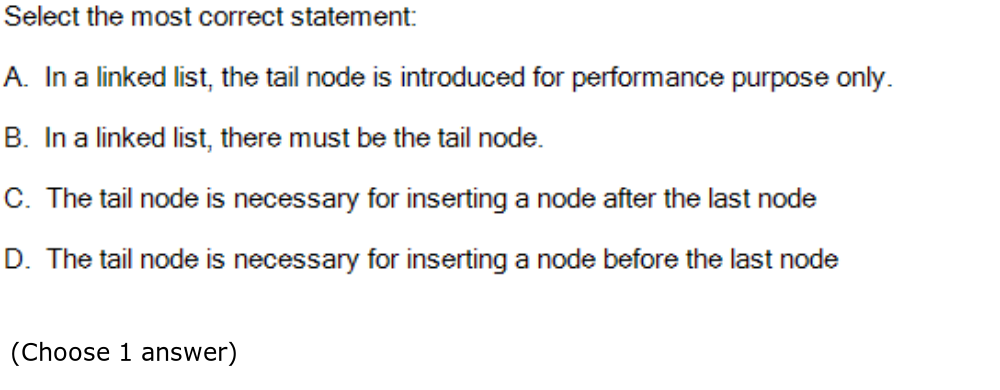 Select the most correct statement:
A. In a linked list, the tail node is introduced for performance purpose only.
B. In a linked list, there must be the tail node.
C. The tail node is necessary for inserting a node after the last node
D. The tail node is necessary for inserting a node before the last node
(Choose 1 answer)